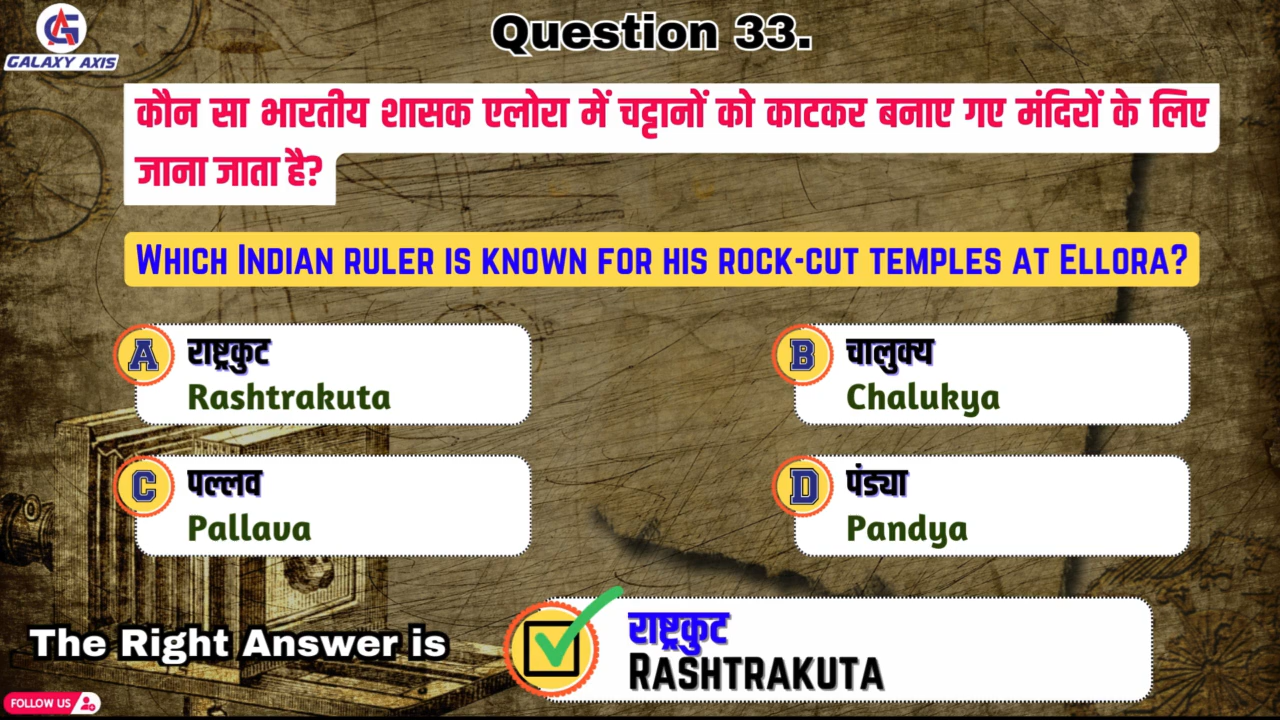 GALAXY AXIS
Question 33.
कौन सा भारतीय शासक एलोरा में चट्टानों को काटकर बनाए गए मंदिरों के लिए
जाना जाता है?
Which Indian ruler is known for his rock-cut temples at Ellora?
A
राष्ट्रकुट
Rashtrakuta
B
चालुक्य
Chalukya
C
पल्लव
Pallava
D
पंड्या
Pandya
The Right Answer is
राष्ट्रकुट
RASHTRAKUTA
FOLLOW US